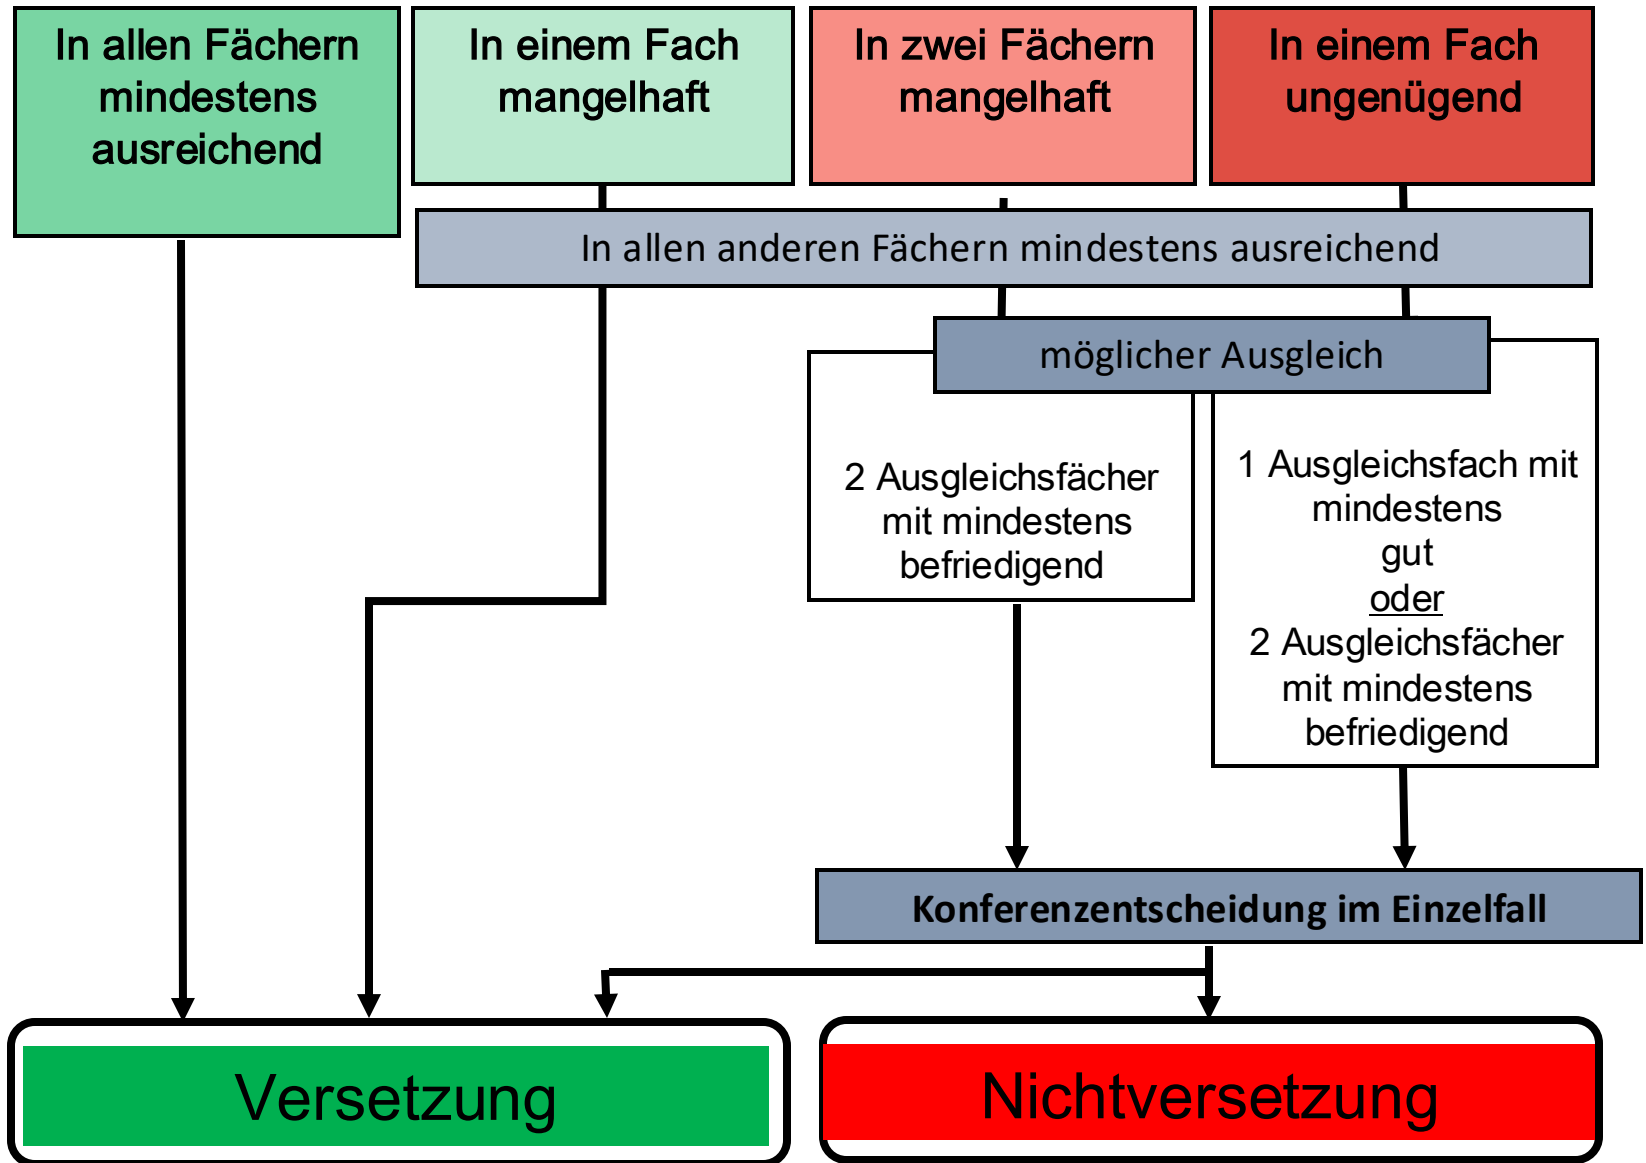 In allen Fächern
mindestens
ausreichend
In einem Fach
mangelhaft
In zwei Fächern
mangelhaft
In einem Fach
ungenügend
In allen anderen Fächern mindestens ausreichend
möglicher Ausgleich
2 Ausgleichsfächer
mit mindestens
befriedigend
1 Ausgleichsfach mit
mindestens
gut
oder
2 Ausgleichsfächer
mit mindestens
befriedigend
Konferenzentscheidung im Einzelfall
Versetzung
Nichtversetzung